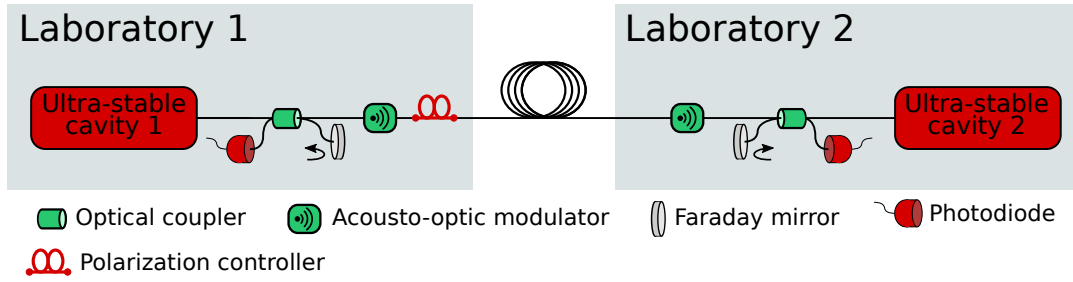 Laboratory 1
Laboratory 2
Ultra-stable
cavity 1
Ultra-stable
cavity 2
Optical coupler
Acousto-optic modulator
Faraday mirror
Photodiode
Polarization controller